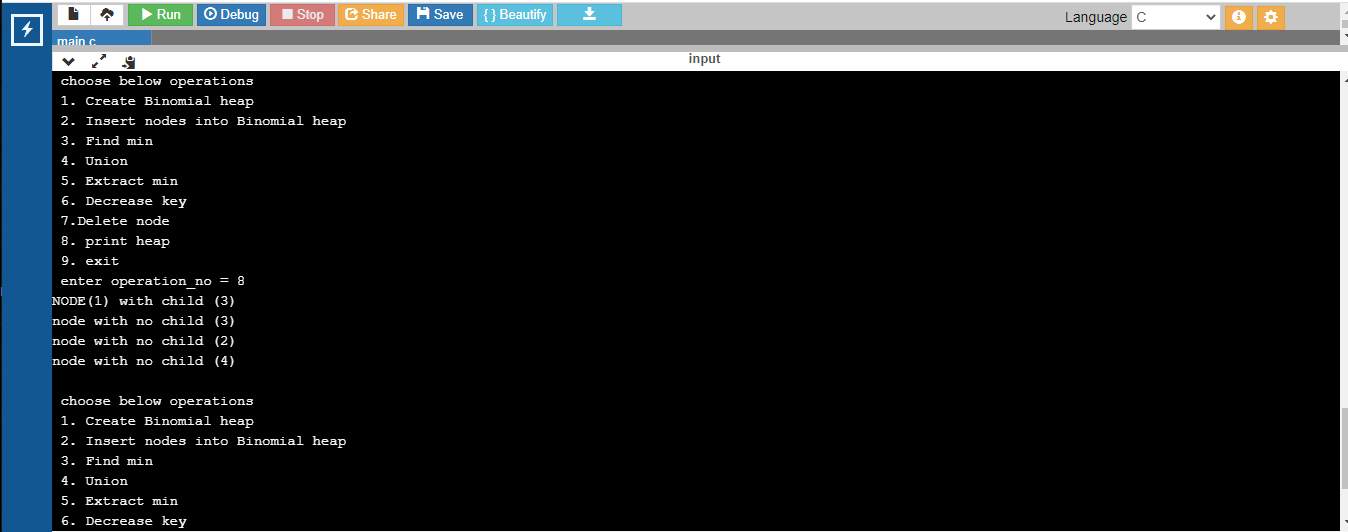 Run Debug Stop Share Save { } Beautify Language C
main.c
input
choose below operations
1. Create Binomial heap
2. Insert nodes into Binomial heap
3. Find min
4. Union
5. Extract min
6. Decrease key
7.Delete node
8. print heap
9. exit
enter operation_no = 8
NODE(1) with child (3)
node with no child (3)
node with no child (2)
node with no child (4)
choose below operations
1. Create Binomial heap
2. Insert nodes into Binomial heap
3. Find min
4. Union
5. Extract min
6. Decrease key